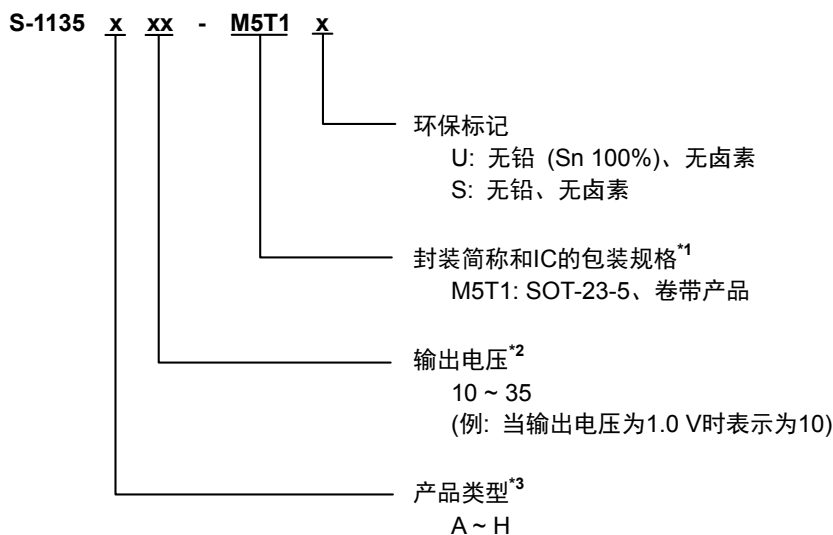 S-1135 x xx - M5T1 x
环保标记
U: 无铅 (Sn 100%)、无卤素
S: 无铅、无卤素
封装简称和IC的包装规格*1
M5T1: SOT-23-5、卷带产品
输出电压*2
10 ~ 35
(例: 当输出电压为1.0 V时表示为10)
产品类型*3
A ~ H